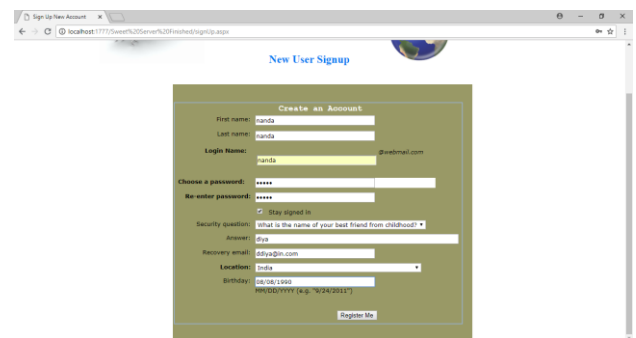 Sign Up New Account
localhost:1777/Sweet%20Server%20Finished/signUp.aspx
New User Signup
Create an Account
First name: nanda
Last name: nanda
Login Name: @webmail.com
nanda
Choose a password: •••••
Re-enter password: •••••
Stay signed in
Security question: What is the name of your best friend from childhood?
Answer: diya
Recovery email: ddiya@in.com
Location: India
Birthday: 08/08/1990
MM/DD/YYYY (e.g. "9/24/2011")
Register Me